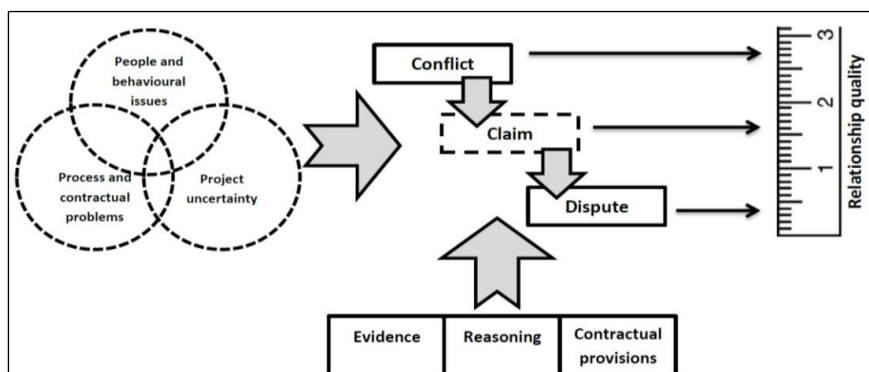 People and
behavioural
issues
Process and
contractual
problems
Project
uncertainty
Conflict
Claim
Dispute
Evidence
Reasoning
Contractual
provisions
3
2
1
Relationship quality